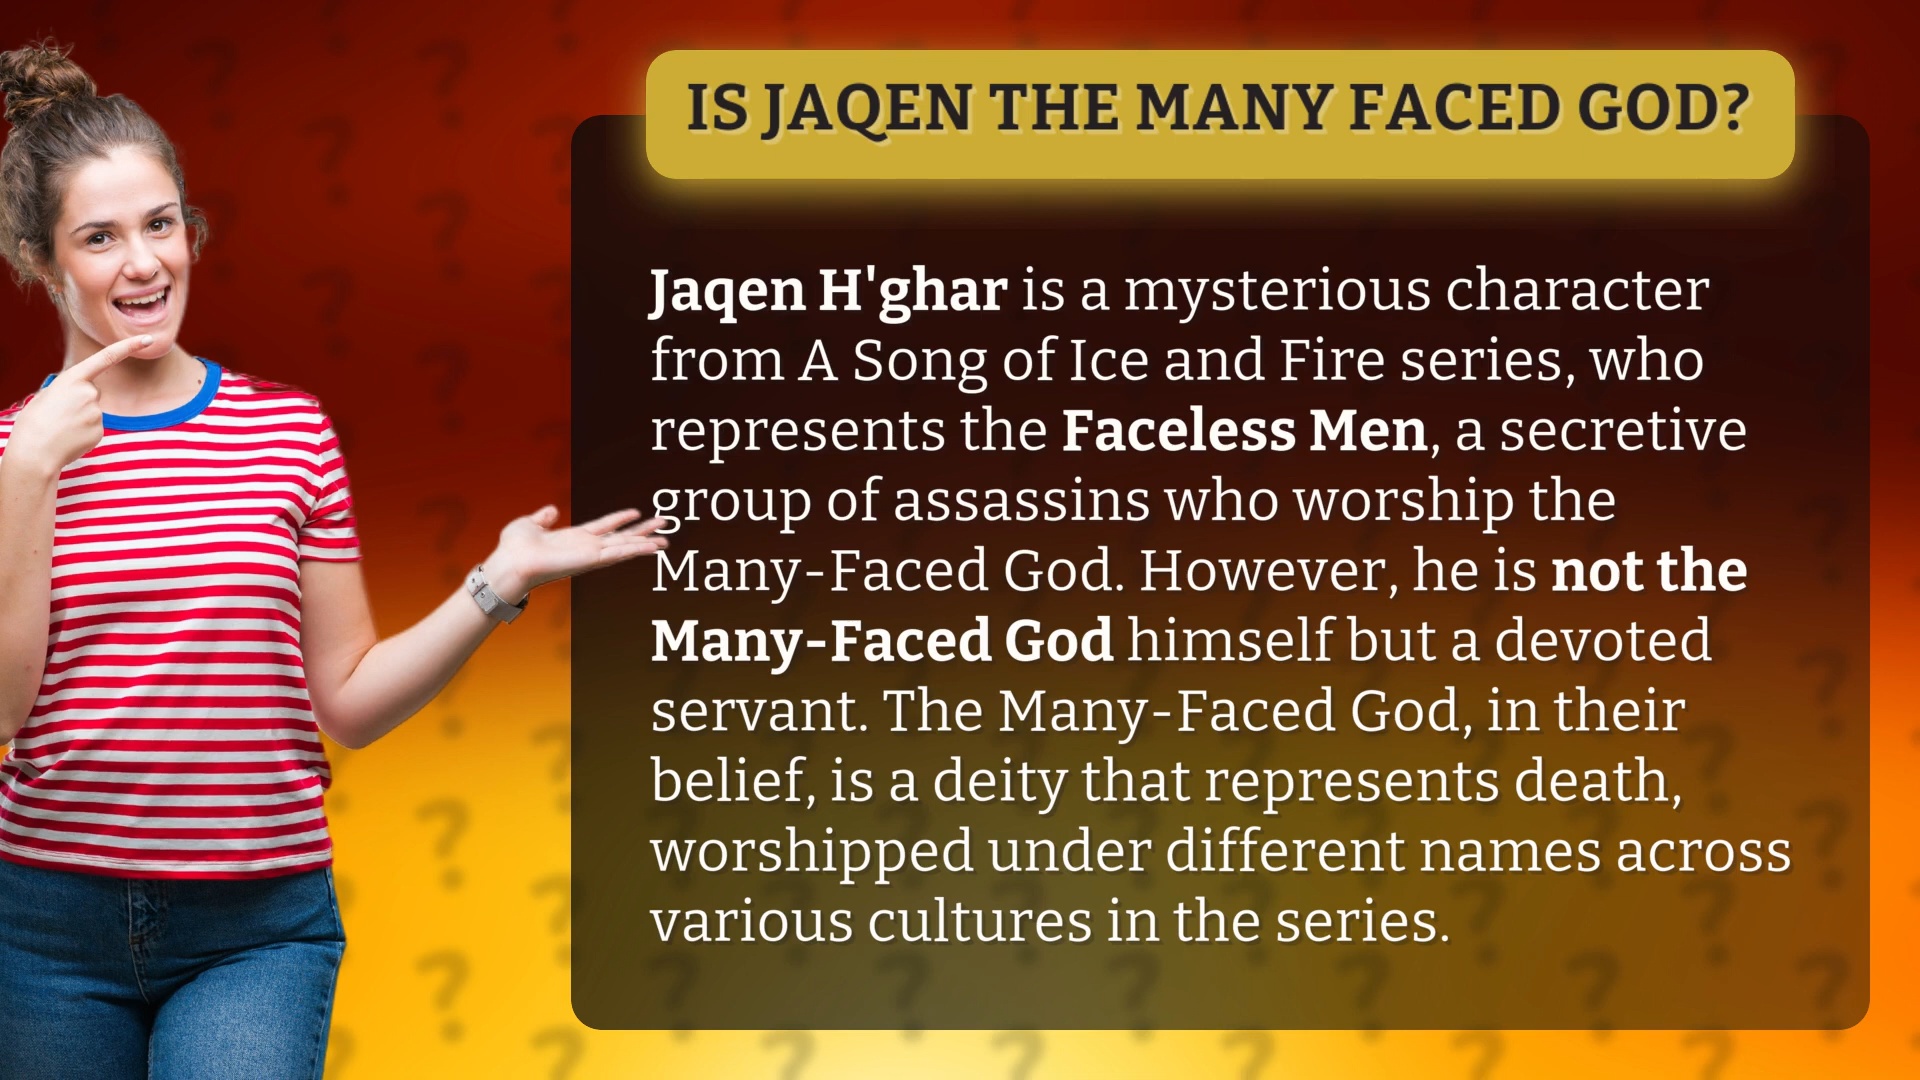 IS JAQEN THE MANY FACED GOD?
Jaqen H'ghar is a mysterious character
from A Song of Ice and Fire series, who
represents the Faceless Men, a secretive
group of assassins who worship the
Many-Faced God. However, he is not the
Many-Faced God himself but a devoted
servant. The Many-Faced God, in their
belief, is a deity that represents death,
worshipped under different names across
various cultures in the series.